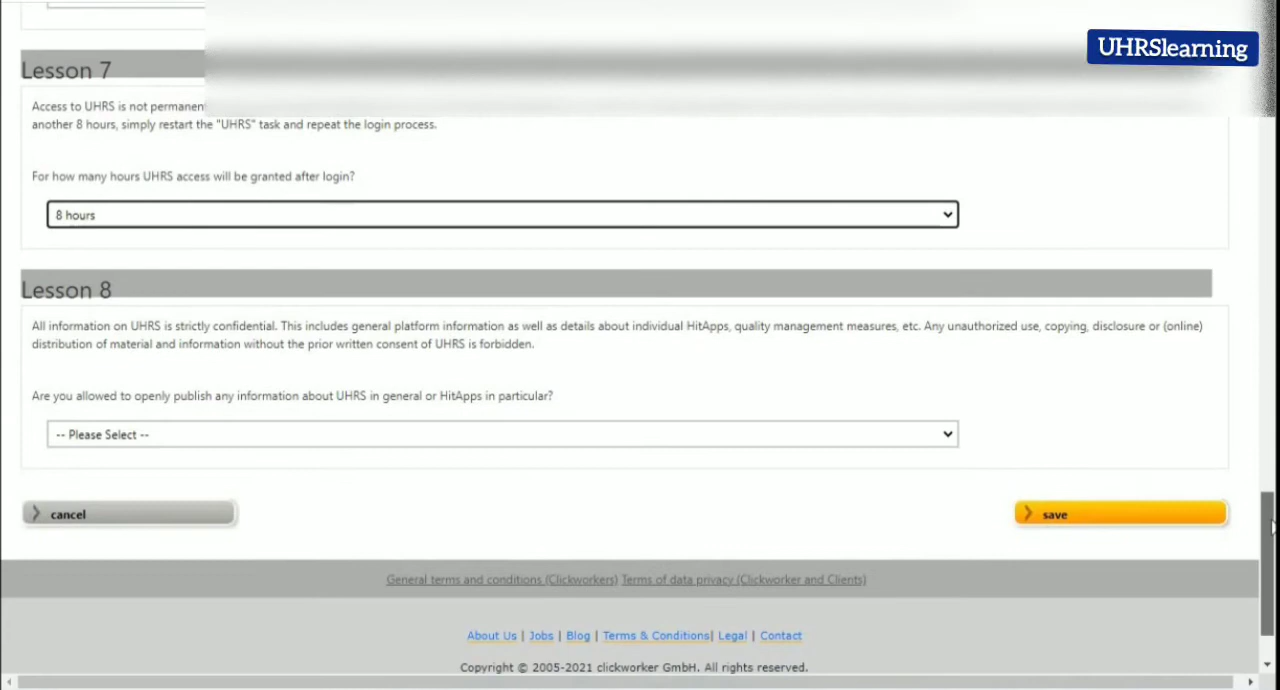 UHRSlearning
Lesson 7
Access to UHRS is not permanent
another 8 hours, simply restart the "UHRS" task and repeat the login process.
For how many hours UHRS access will be granted after login?
8 hours
Lesson 8
All information on UHRS is strictly confidential. This includes general platform information as well as details about individual HitApps, quality management measures, etc. Any unauthorized use, copying, disclosure or (online)
distribution of material and information without the prior written consent of UHRS is forbidden.
Are you allowed to openly publish any information about UHRS in general or HitApps in particular?
-- Please Select --
cancel
save
General terms and conditions (Clickworkers) Terms of data privacy (Clickworker and Clients)
About Us | Jobs | Blog | Terms & Conditions| Legal | Contact
Copyright © 2005-2021 clickworker GmbH. All rights reserved.